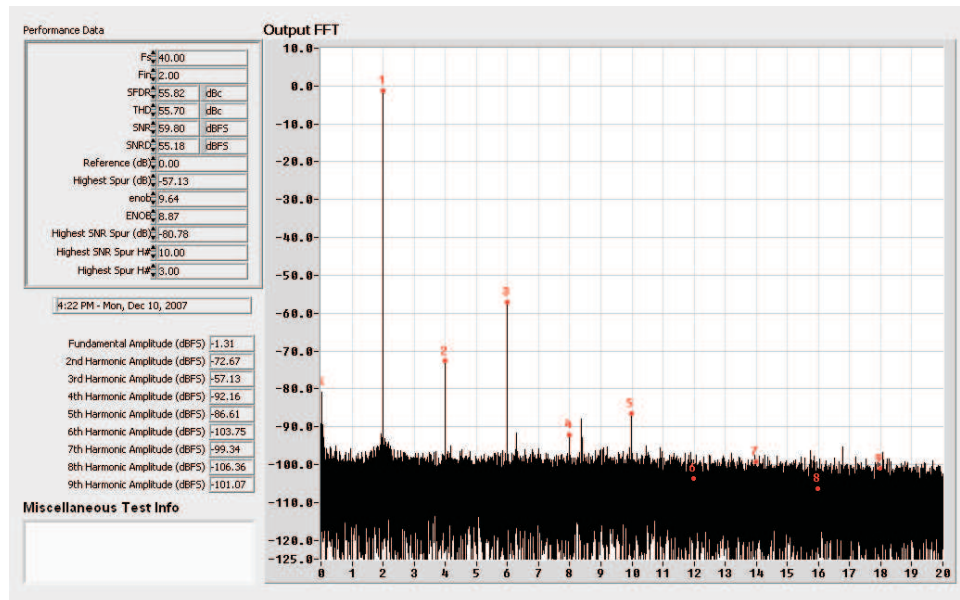 Performance Data
Fs 40.00
Fin 2.00
SFDR 55.82 dBc
THD 55.70 dBc
SNR 59.80 dBFS
SNRD 55.18 dBFS
Reference (dB) 0.00
Highest Spur (dB) -57.13
enob 9.64
ENOB 8.87
Highest SNR Spur (dB) -80.78
Highest SNR Spur H# 10.00
Highest Spur H# 3.00
4:22 PM - Mon, Dec 10, 2007
Fundamental Amplitude (dBFS) -1.31
2nd Harmonic Amplitude (dBFS) -72.67
3rd Harmonic Amplitude (dBFS) -57.13
4th Harmonic Amplitude (dBFS) -92.16
5th Harmonic Amplitude (dBFS) -86.61
6th Harmonic Amplitude (dBFS) -103.75
7th Harmonic Amplitude (dBFS) -99.34
8th Harmonic Amplitude (dBFS) -106.36
9th Harmonic Amplitude (dBFS) -101.07
Miscellaneous Test Info
Output FFT
10.0
0.0
-10.0
-20.0
-30.0
-40.0
-50.0
-60.0
-70.0
-80.0
-90.0
-100.0
-110.0
-120.0
-125.0
1
2
3
4
5
6
7
8
9
0 1 2 3 4 5 6 7 8 9 10 11 12 13 14 15 16 17 18 19 20